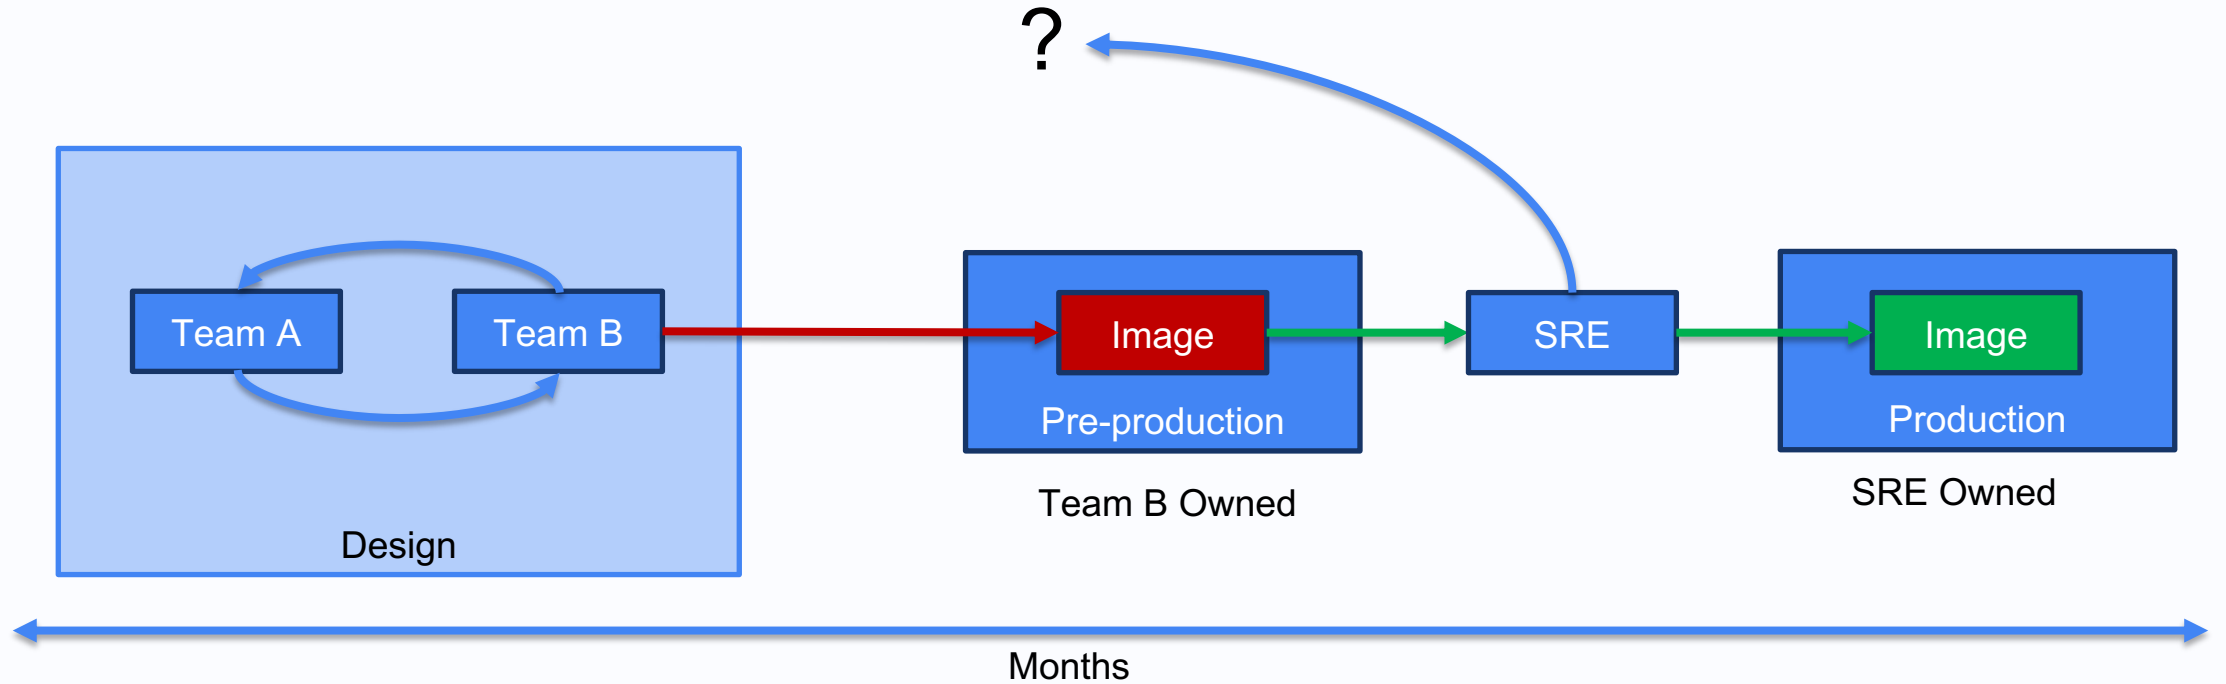 ?
Team A
Team B
Design
Image
Pre-production
Team B Owned
SRE
Image
Production
SRE Owned
Months